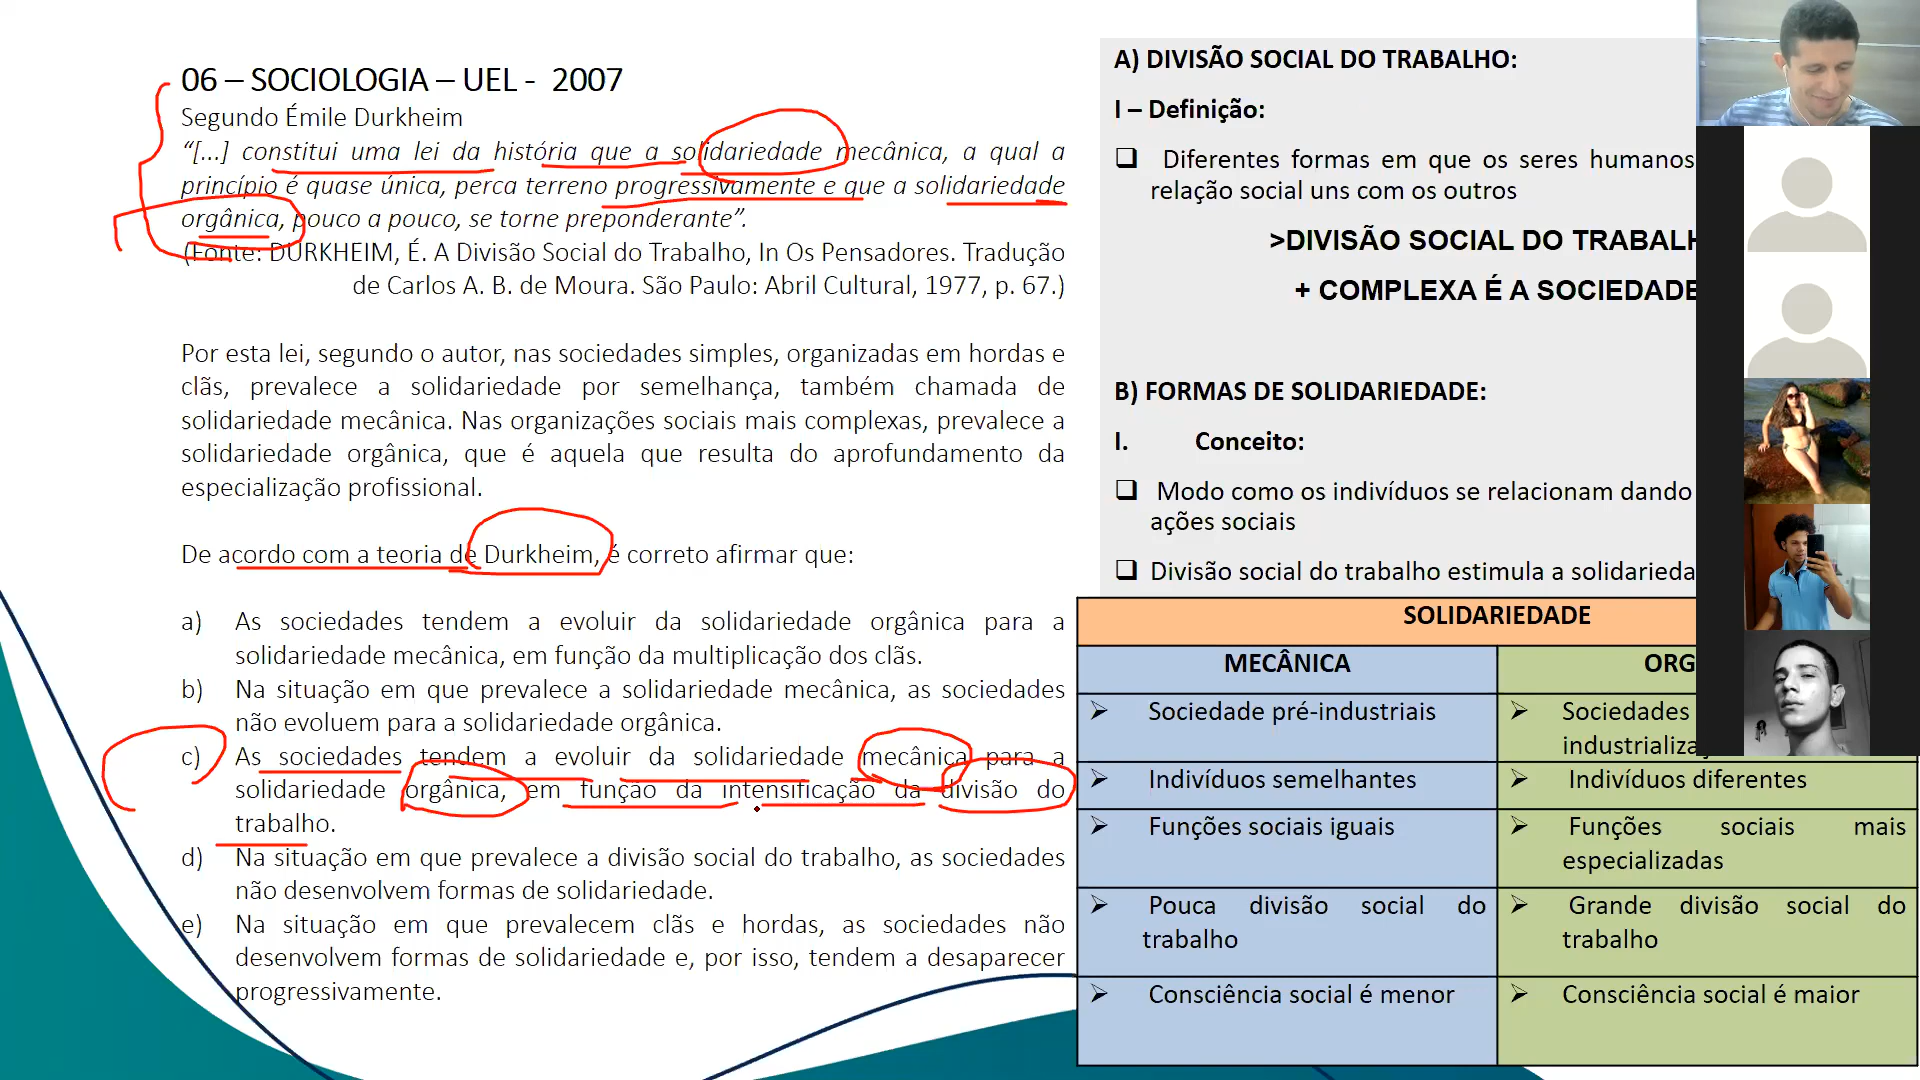 06 – SOCIOLOGIA – UEL - 2007
Segundo Émile Durkheim
“[...] constitui uma lei da história que a solidariedade mecânica, a qual a
princípio é quase única, perca terreno progressivamente e que a solidariedade
orgânica, pouco a pouco, se torne preponderante”.
(Fonte: DURKHEIM, É. A Divisão Social do Trabalho, In Os Pensadores. Tradução
de Carlos A. B. de Moura. São Paulo: Abril Cultural, 1977, p. 67.)
Por esta lei, segundo o autor, nas sociedades simples, organizadas em hordas e
clãs, prevalece a solidariedade por semelhança, também chamada de
solidariedade mecânica. Nas organizações sociais mais complexas, prevalece a
solidariedade orgânica, que é aquela que resulta do aprofundamento da
especialização profissional.
De acordo com a teoria de Durkheim, é correto afirmar que:
a) As sociedades tendem a evoluir da solidariedade orgânica para a
solidariedade mecânica, em função da multiplicação dos clãs.
b) Na situação em que prevalece a solidariedade mecânica, as sociedades
não evoluem para a solidariedade orgânica.
c) As sociedades tendem a evoluir da solidariedade mecânica para a
solidariedade orgânica, em função da intensificação da divisão do
trabalho.
d) Na situação em que prevalece a divisão social do trabalho, as sociedades
não desenvolvem formas de solidariedade.
e) Na situação em que prevalecem clãs e hordas, as sociedades não
desenvolvem formas de solidariedade e, por isso, tendem a desaparecer
progressivamente.
A) DIVISÃO SOCIAL DO TRABALHO:
I – Definição:
Diferentes formas em que os seres humanos
relação social uns com os outros
>DIVISÃO SOCIAL DO TRABALH
+ COMPLEXA É A SOCIEDADE
B) FORMAS DE SOLIDARIEDADE:
I. Conceito:
Modo como os indivíduos se relacionam dando
ações sociais
Divisão social do trabalho estimula a solidarieda
SOLIDARIEDADE
MECÂNICA ORG
Sociedade pré-industriais
Sociedades
industrializa
Indivíduos semelhantes
Indivíduos diferentes
Funções sociais iguais
Funções sociais mais
especializadas
Pouca divisão social do
trabalho
Grande divisão social do
trabalho
Consciência social é menor
Consciência social é maior